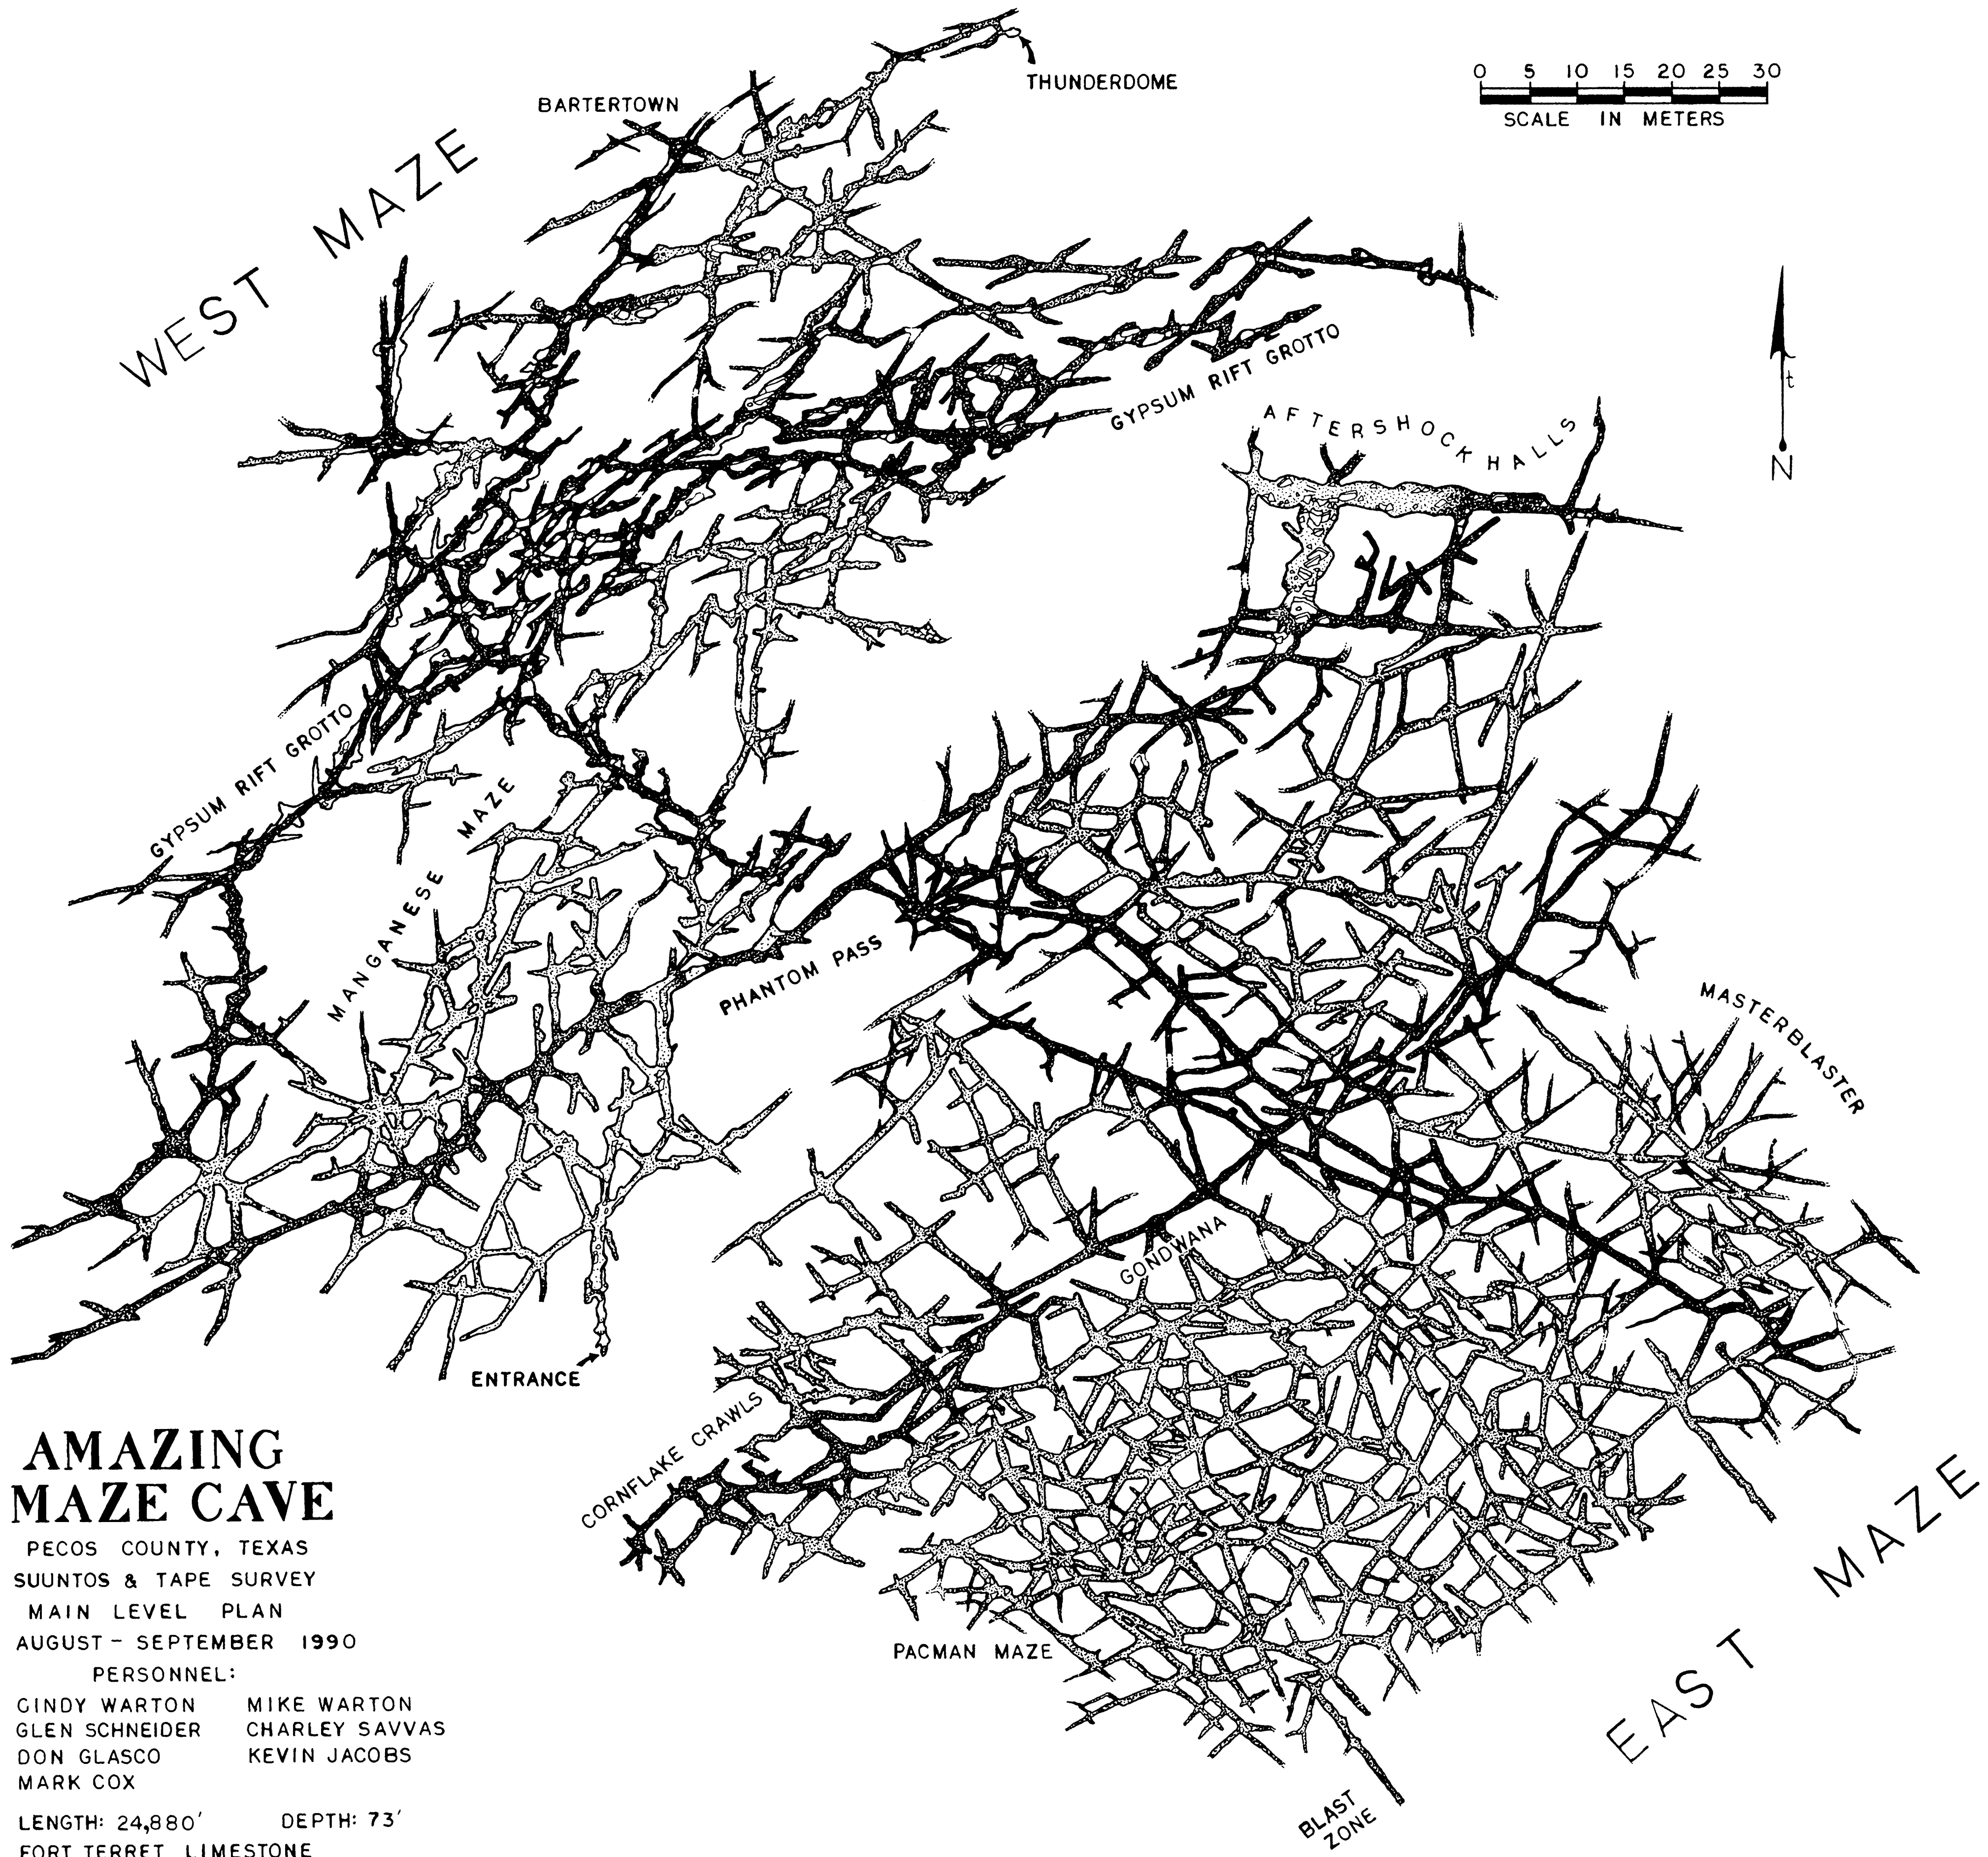 THUNDERDOME
BARTERTOWN
0 5 10 15 20 25 30
SCALE IN METERS
WEST MAZE
GYPSUM RIFT GROTTO
AFTERSHOCK HALLS
t
N
GYPSUM RIFT GROTTO
MANGANESE MAZE
PHANTOM PASS
MASTERBLASTER
GONDWANA
ENTRANCE
CORNFLAKE CRAWLS
PACMAN MAZE
EAST MAZE
BLAST
ZONE
AMAZING
MAZE CAVE
PECOS COUNTY, TEXAS
SUUNTOS & TAPE SURVEY
MAIN LEVEL PLAN
AUGUST - SEPTEMBER 1990
PERSONNEL:
CINDY WARTON MIKE WARTON
GLEN SCHNEIDER CHARLEY SAVVAS
DON GLASCO KEVIN JACOBS
MARK COX
LENGTH: 24,880' DEPTH: 73'
FORT TERRET LIMESTONE